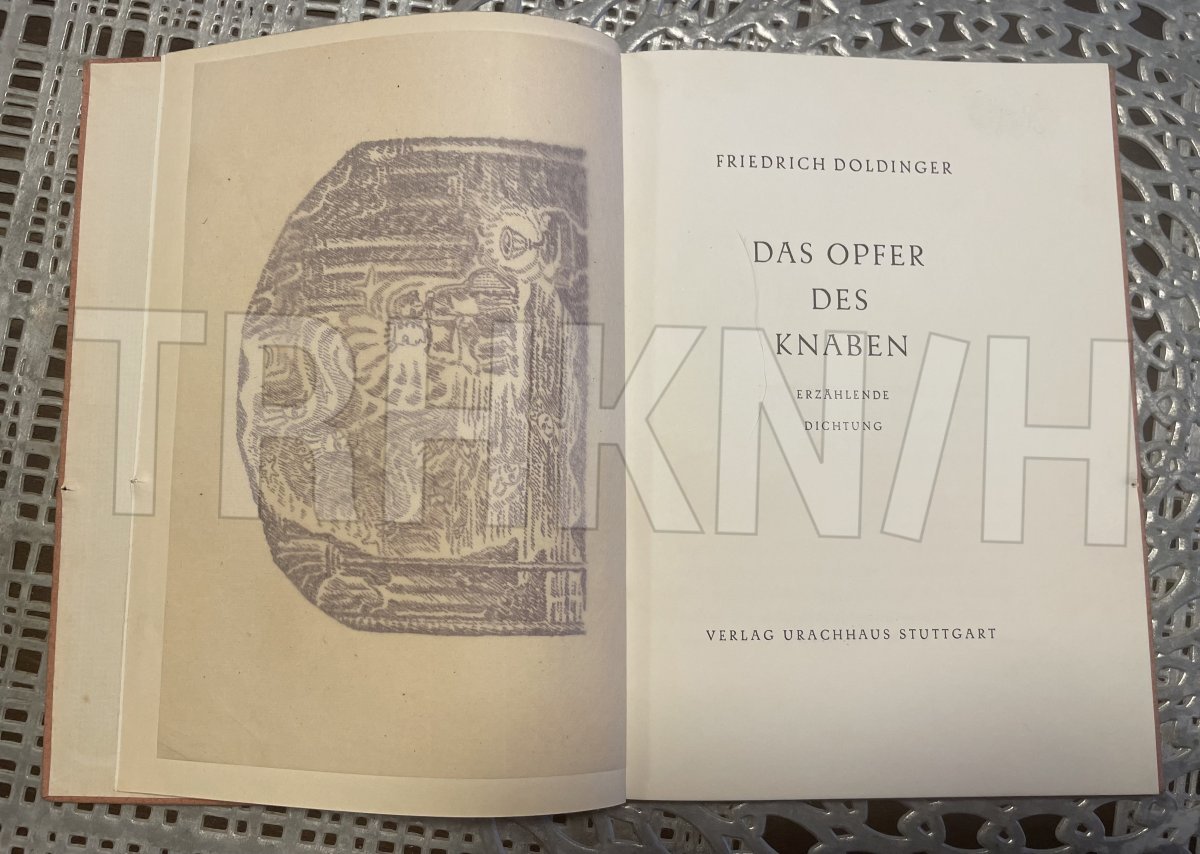 FRIEDRICH DOLDINGER
DAS OPFER
DES
KNABEN
ERZÄHLENDE
DICHTUNG
VERLAG URACHHAUS STUTTGART